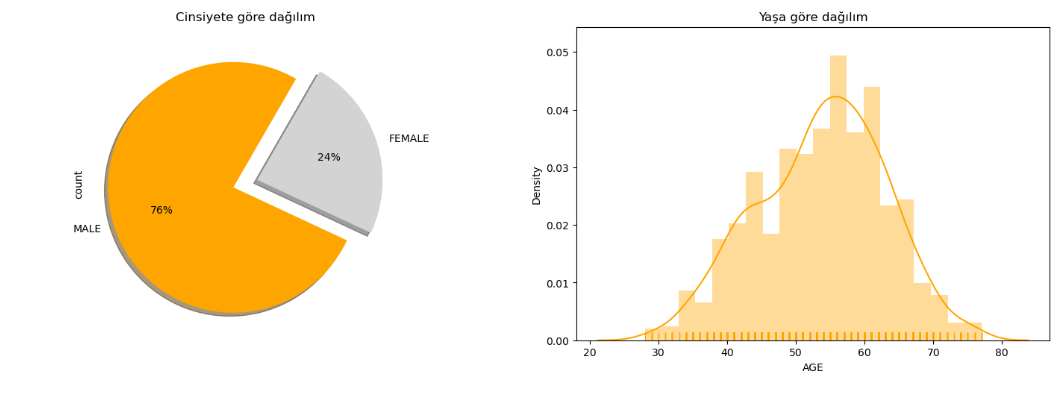 Cinsiyete göre dağılım
count
MALE
76%
24%
FEMALE
Yaşa göre dağılım
Density
0.05
0.04
0.03
0.02
0.01
0.00
20 30 40 50 60 70 80
AGE